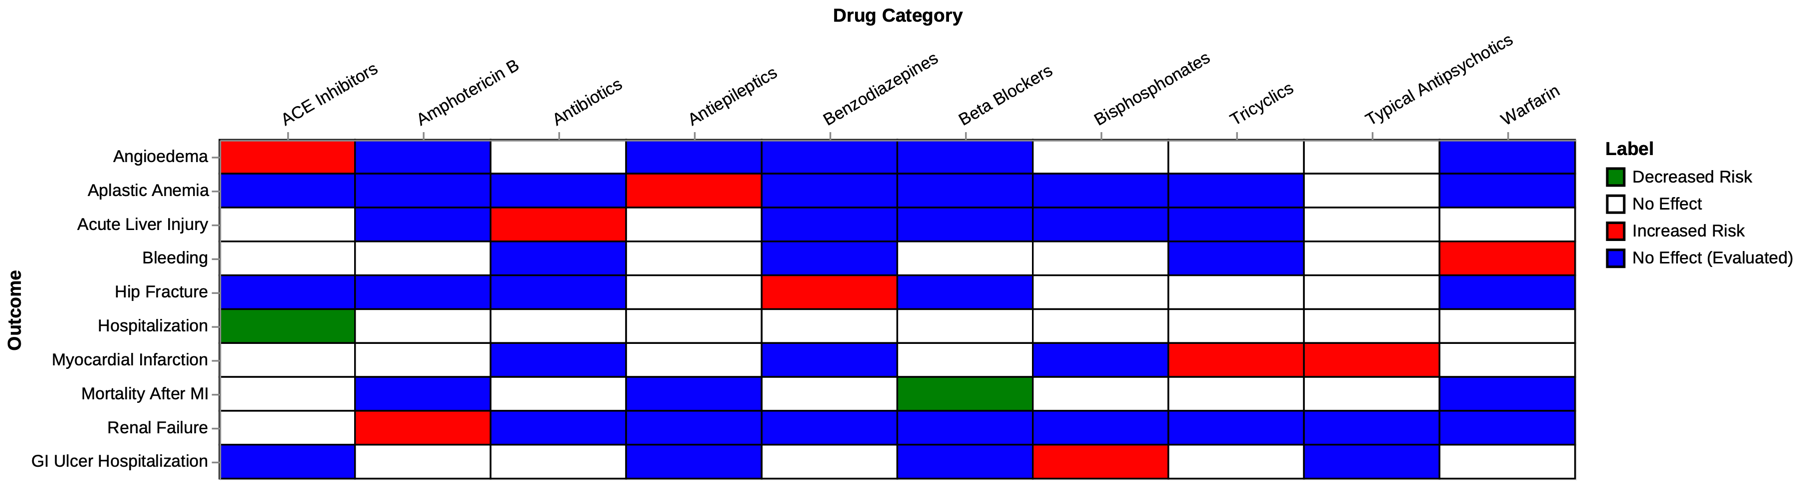 Drug Category
ACE Inhibitors
Amphotericin B
Antibiotics
Antiepileptics
Benzodiazepines
Beta Blockers
Bisphosphonates
Tricyclics
Typical Antipsychotics
Warfarin
Outcome
Angioedema
Aplastic Anemia
Acute Liver Injury
Bleeding
Hip Fracture
Hospitalization
Myocardial Infarction
Mortality After MI
Renal Failure
GI Ulcer Hospitalization
Label
Decreased Risk
No Effect
Increased Risk
No Effect (Evaluated)